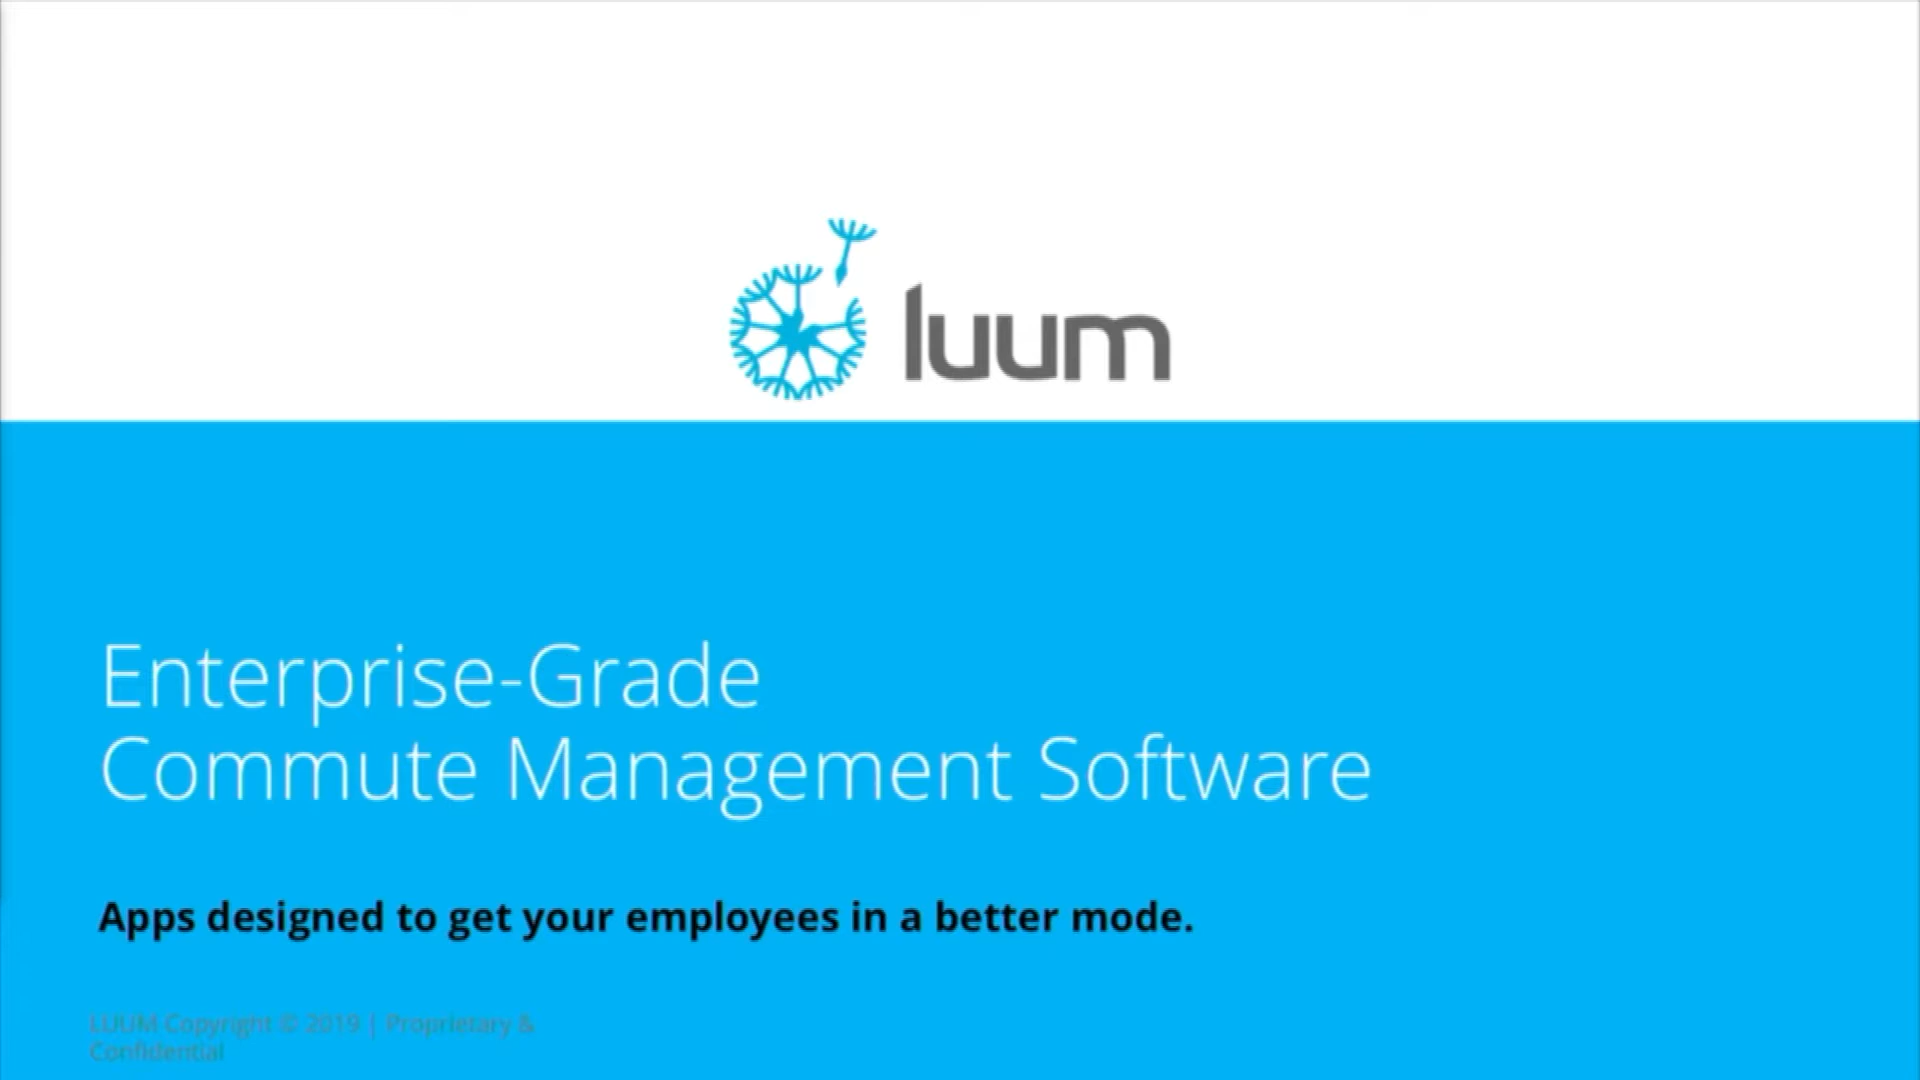 luum
Enterprise-Grade
Commute Management Software
Apps designed to get your employees in a better mode.
LUUM Copyright © 2019 | Proprietary &
Confidential